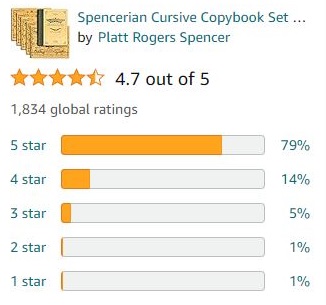 Spencerian Cursive Copybook Set ...
by Platt Rogers Spencer
4.7 out of 5
1,834 global ratings
5 star 79%
4 star 14%
3 star 5%
2 star 1%
1 star 1%